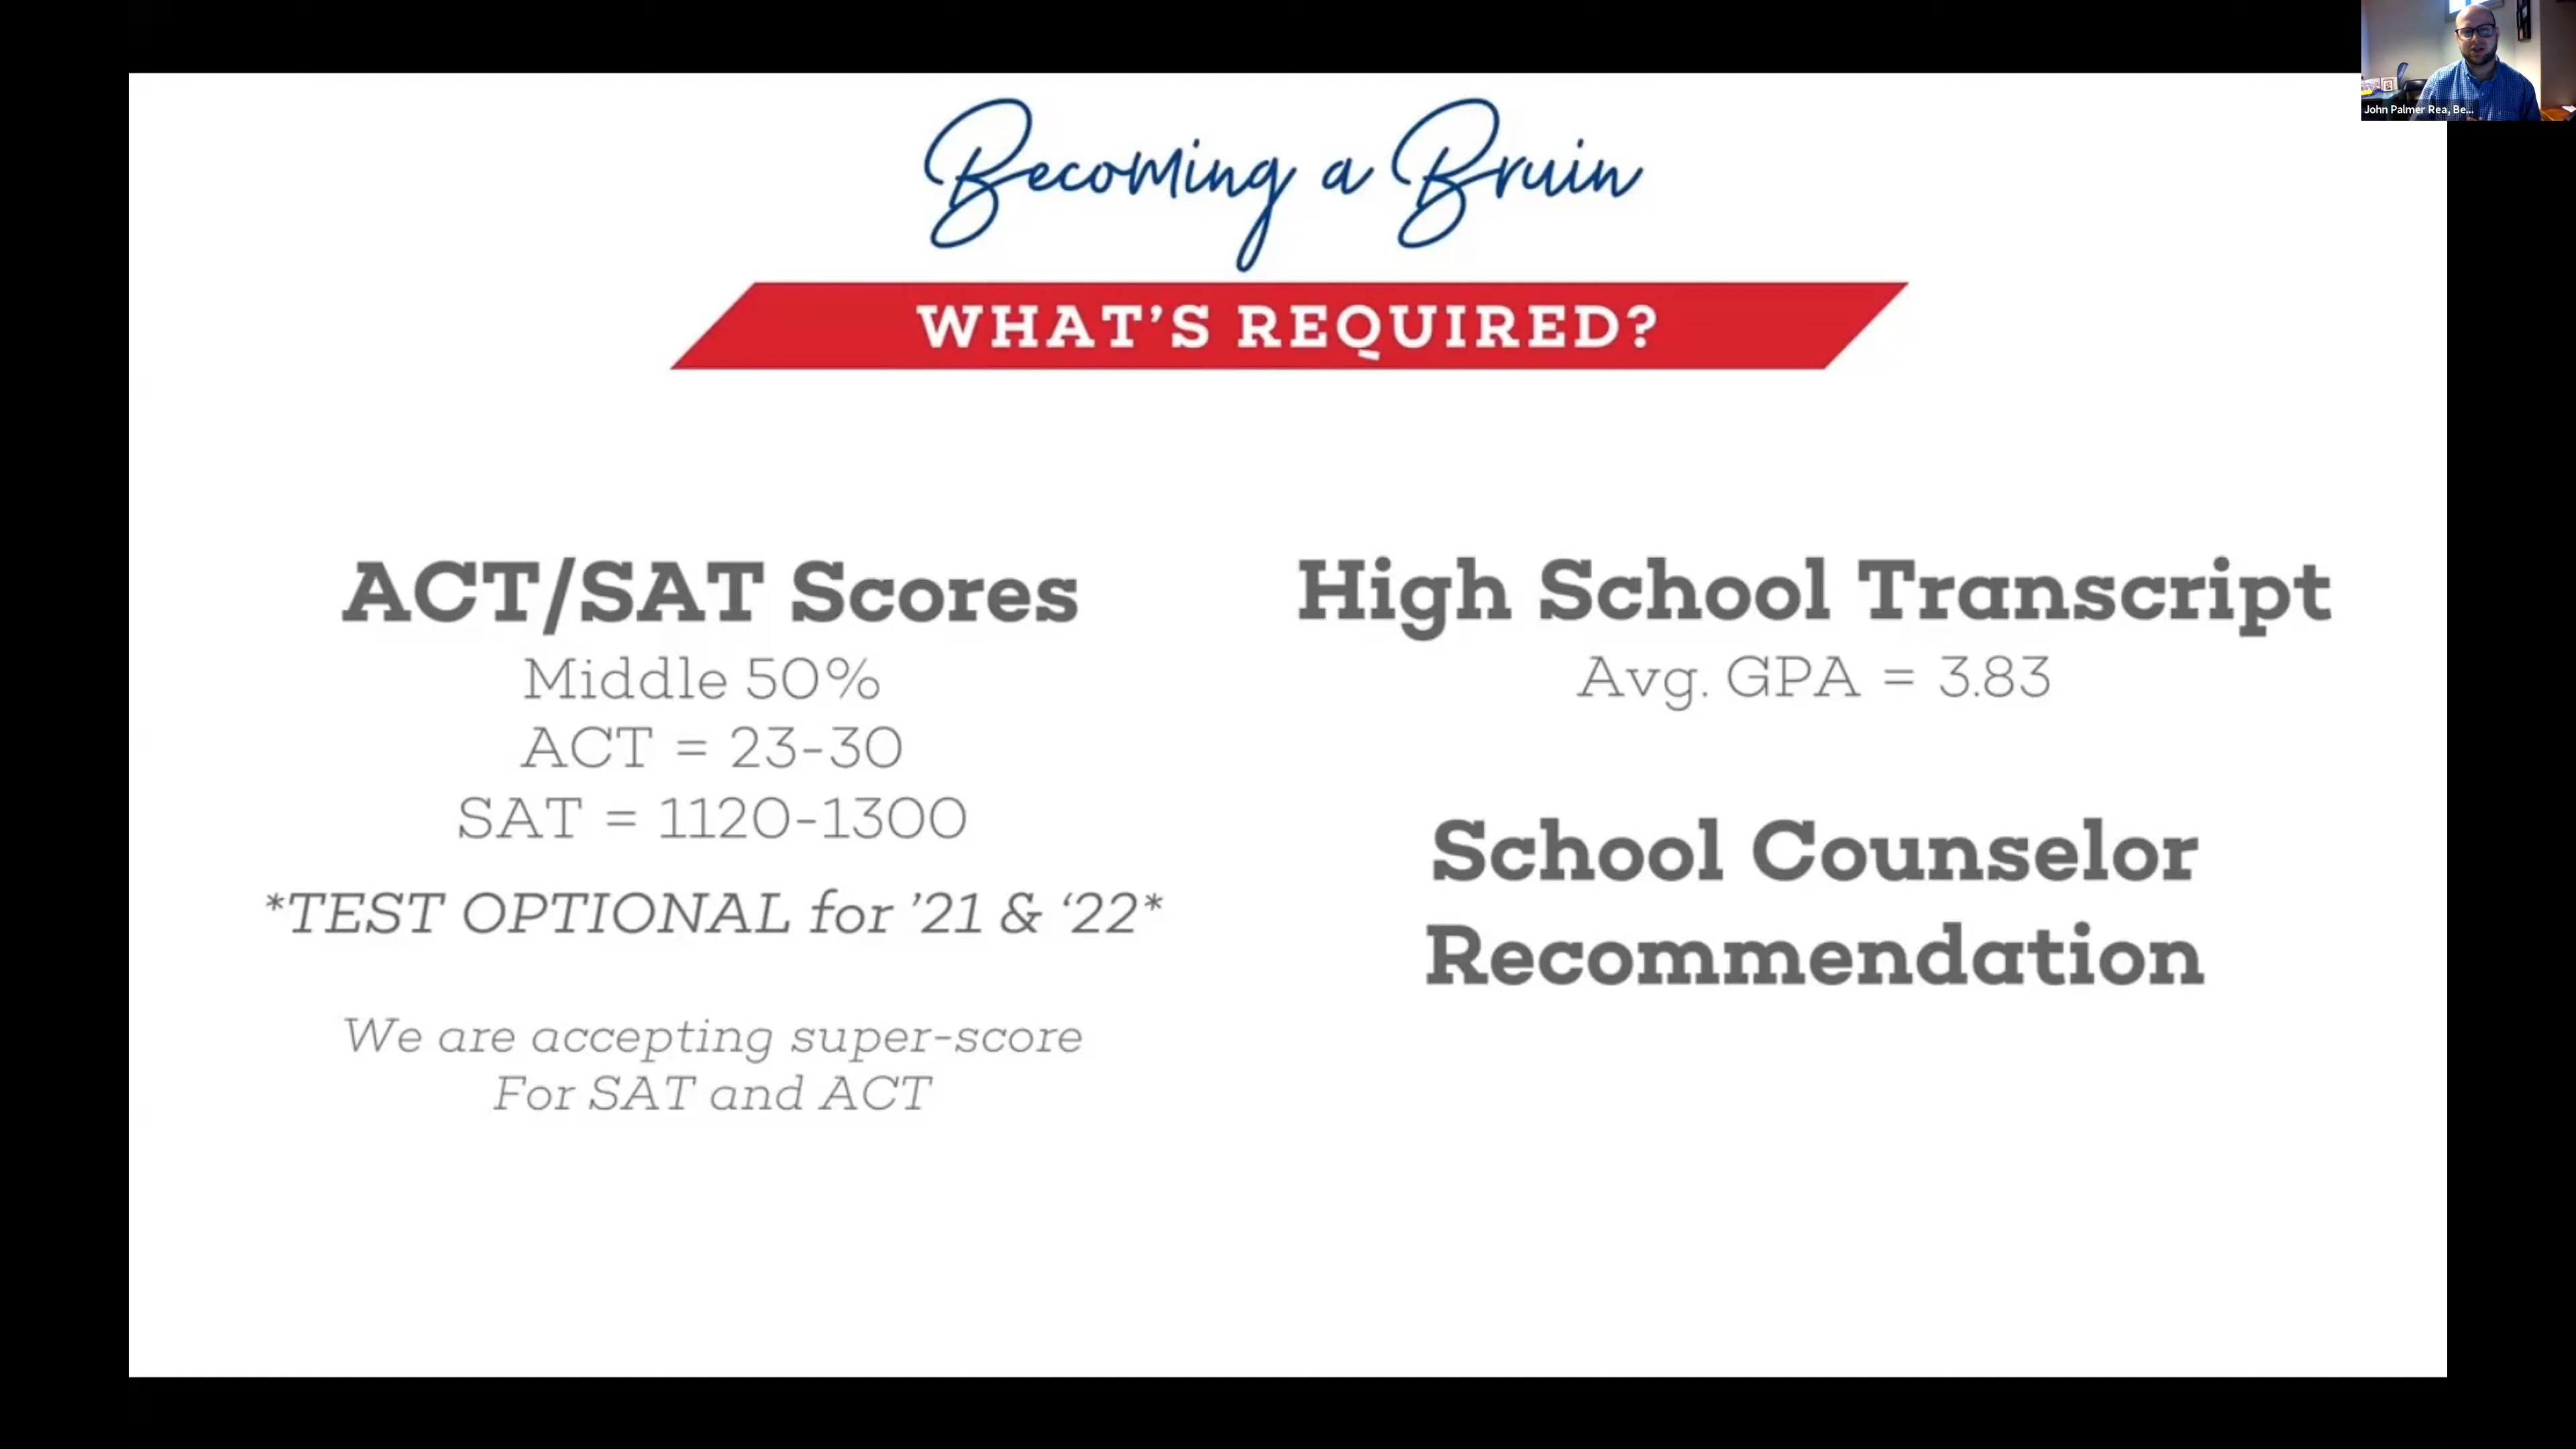 Becoming a Bruin
WHAT’S REQUIRED?
ACT/SAT Scores
Middle 50%
ACT = 23-30
SAT = 1120-1300
*TEST OPTIONAL for ’21 & ‘22*
We are accepting super-score
For SAT and ACT
High School Transcript
Avg. GPA = 3.83
School Counselor
Recommendation
John Palmer Rea, Be...